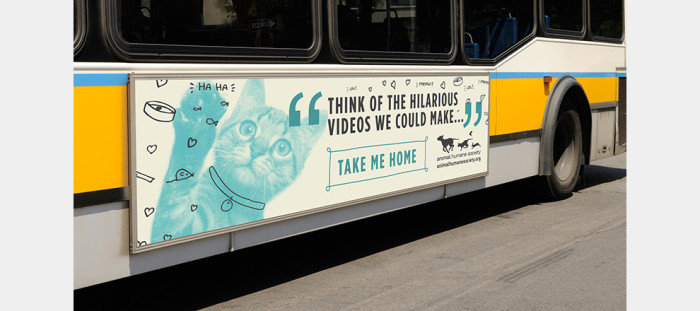 HA HA
“THINK OF THE HILARIOUS
VIDEOS WE COULD MAKE...”
TAKE ME HOME
animal humane society
animalhumanesociety.org